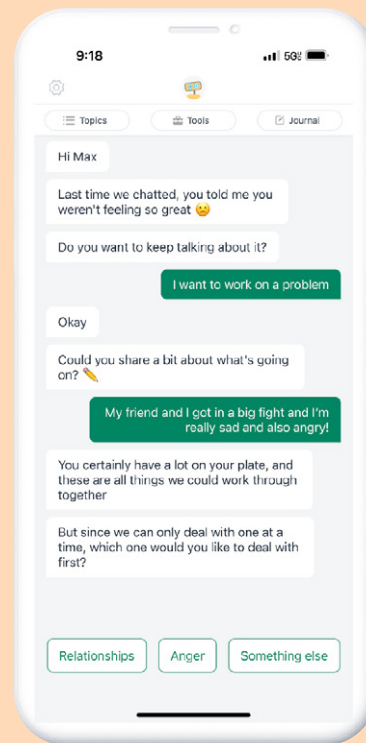 9:18
5G
Topics
Tools
Journal
Hi Max
Last time we chatted, you told me you
weren't feeling so great 😕
Do you want to keep talking about it?
I want to work on a problem
Okay
Could you share a bit about what's going
on? ✏️
My friend and I got in a big fight and I'm
really sad and also angry!
You certainly have a lot on your plate, and
these are all things we could work through
together
But since we can only deal with one at a
time, which one would you like to deal with
first?
Relationships
Anger
Something else